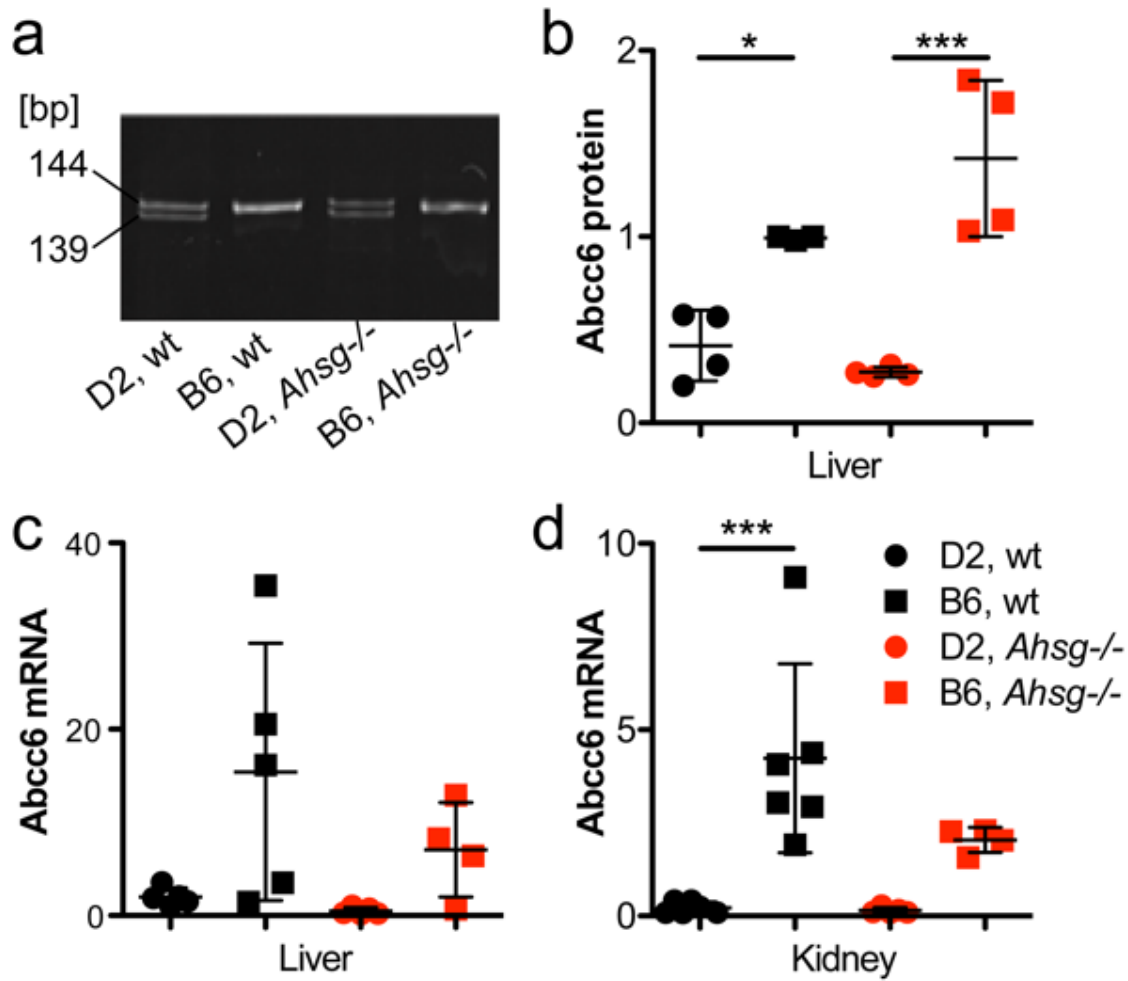 a
[bp]
144
139
D2, wt
B6, wt
D2, Ahsg-/-
B6, Ahsg-/-
b
Abcc6 protein
2
1
0
*
***
Liver
c
Abcc6 mRNA
40
20
0
Liver
d
Abcc6 mRNA
10
5
0
***
Kidney
D2, wt
B6, wt
D2, Ahsg-/-
B6, Ahsg-/-